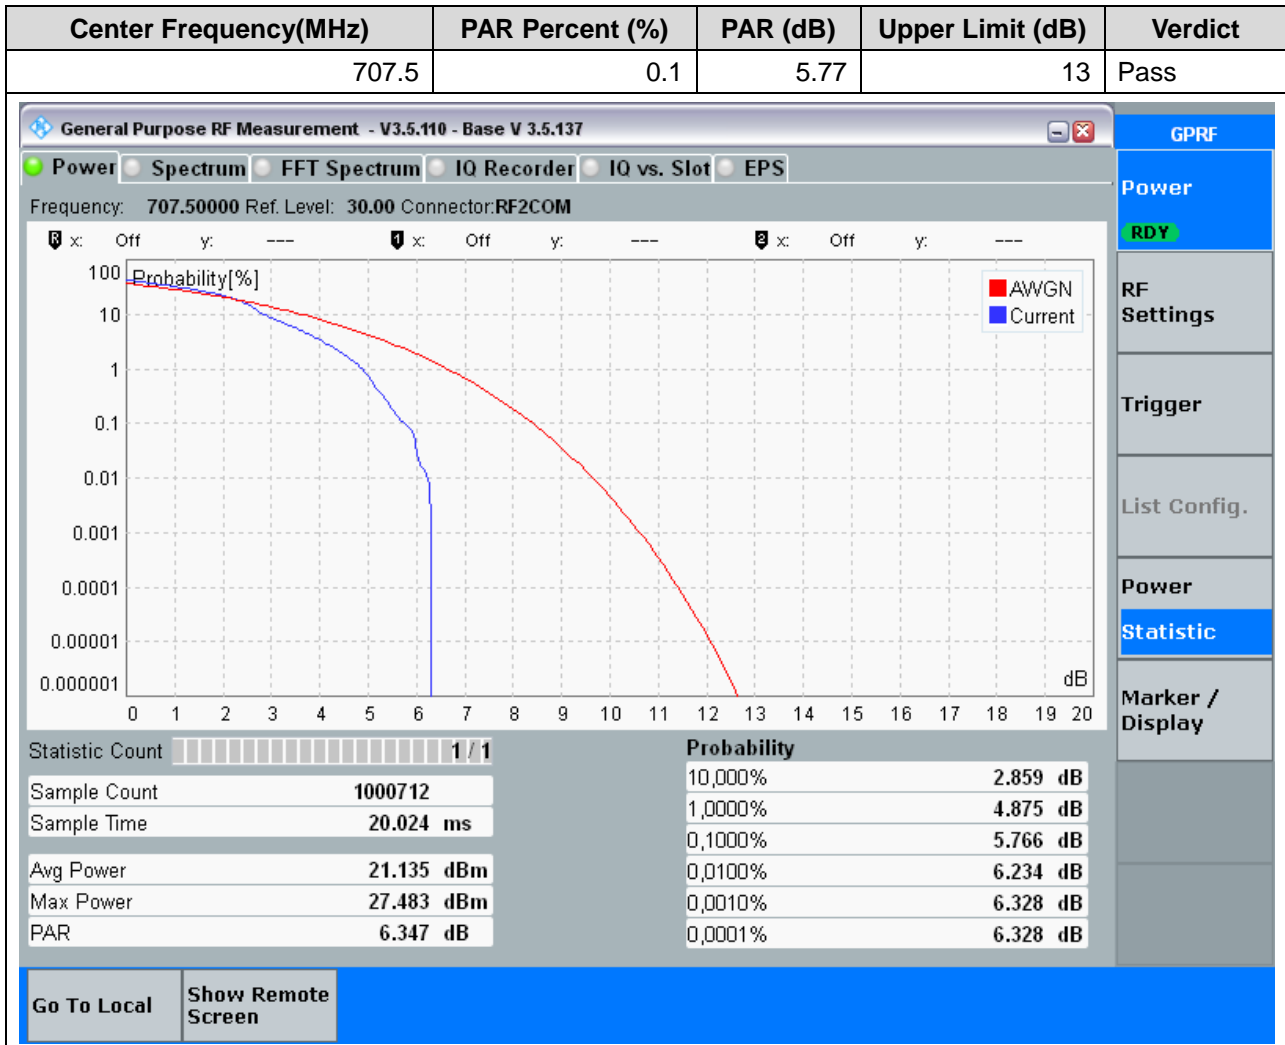 Center Frequency(MHz) PAR Percent (%) PAR (dB) Upper Limit (dB) Verdict
707.5 0.1 5.77 13 Pass
General Purpose RF Measurement - V3.5.110 - Base V 3.5.137
Power Spectrum FFT Spectrum IQ Recorder IQ vs. Slot EPS
Frequency: 707.50000 Ref. Level: 30.00 Connector:RF2COM
R x: Off y: --- 1 x: Off y: --- 2 x: Off y: ---
Probability[%]
100
10
1
0.1
0.01
0.001
0.0001
0.00001
0.000001
AWGN
Current
dB
0 1 2 3 4 5 6 7 8 9 10 11 12 13 14 15 16 17 18 19 20
Statistic Count 1 / 1
Sample Count 1000712
Sample Time 20.024 ms
Avg Power 21.135 dBm
Max Power 27.483 dBm
PAR 6.347 dB
Probability
10,000% 2.859 dB
1,0000% 4.875 dB
0,1000% 5.766 dB
0,0100% 6.234 dB
0,0010% 6.328 dB
0,0001% 6.328 dB
GPRF
Power
RDY
RF
Settings
Trigger
List Config.
Power
Statistic
Marker /
Display
Go To Local
Show Remote
Screen